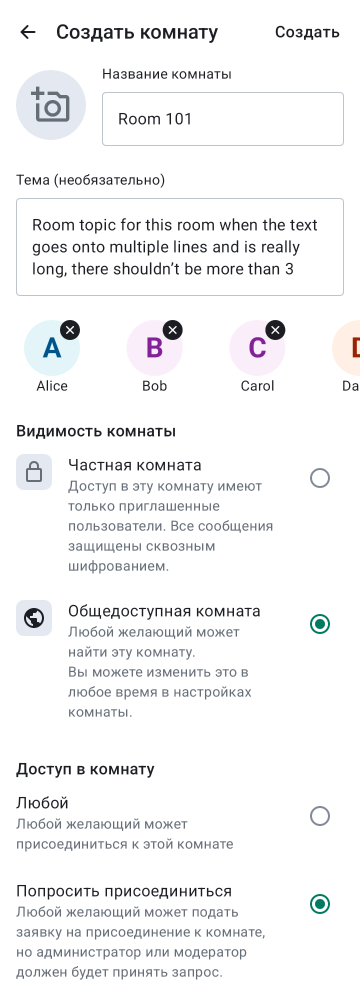 Создать комнату
Создать
Название комнаты
Room 101
Тема (необязательно)
Room topic for this room when the text
goes onto multiple lines and is really
long, there shouldn’t be more than 3
A
B
C
Alice
Bob
Carol
Da
Видимость комнаты
Частная комната
Доступ в эту комнату имеют
только приглашенные
пользователи. Все сообщения
защищены сквозным
шифрованием.
Общедоступная комната
Любой желающий может
найти эту комнату.
Вы можете изменить это в
любое время в настройках
комнаты.
Доступ в комнату
Любой
Любой желающий может
присоединиться к этой комнате
Попросить присоединиться
Любой желающий может подать
заявку на присоединение к комнате,
но администратор или модератор
должен будет принять запрос.